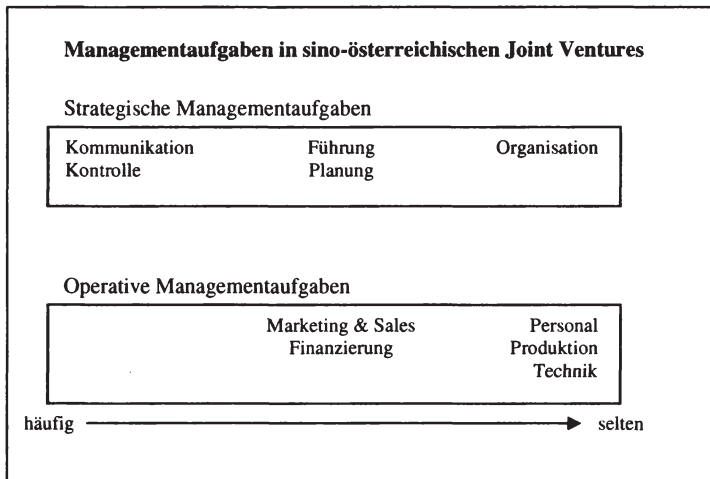 Managementaufgaben in sino-österreichischen Joint Ventures
Strategische Managementaufgaben
Kommunikation Führung Organisation
Kontrolle Planung
Operative Managementaufgaben
Marketing & Sales Personal
Finanzierung Produktion
Technik
häufig selten